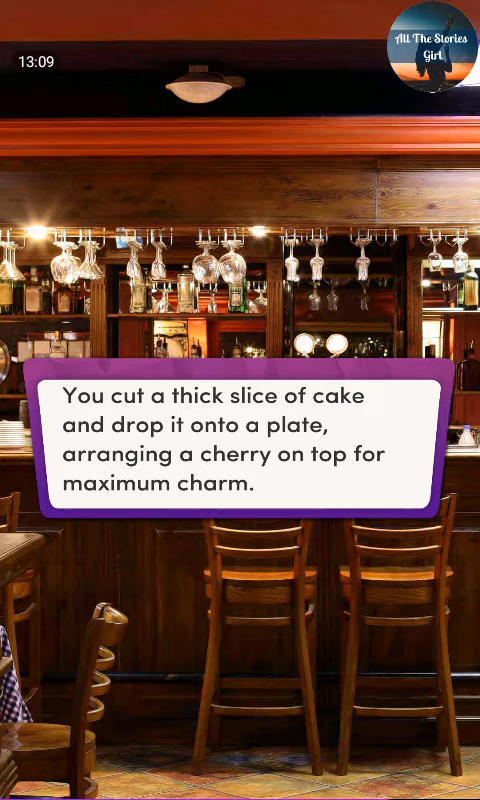 All The Stories
Girl
13:09
You cut a thick slice of cake
and drop it onto a plate,
arranging a cherry on top for
maximum charm.